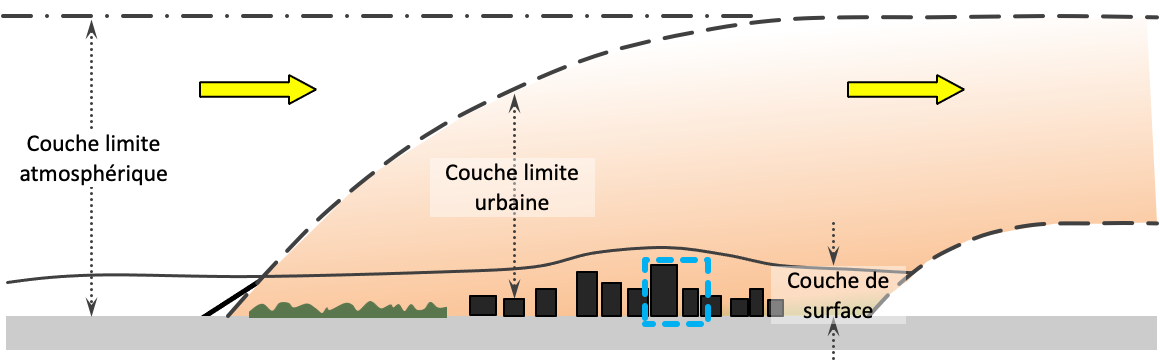 Couche limite
atmosphérique
Couche limite
urbaine
Couche de
surface